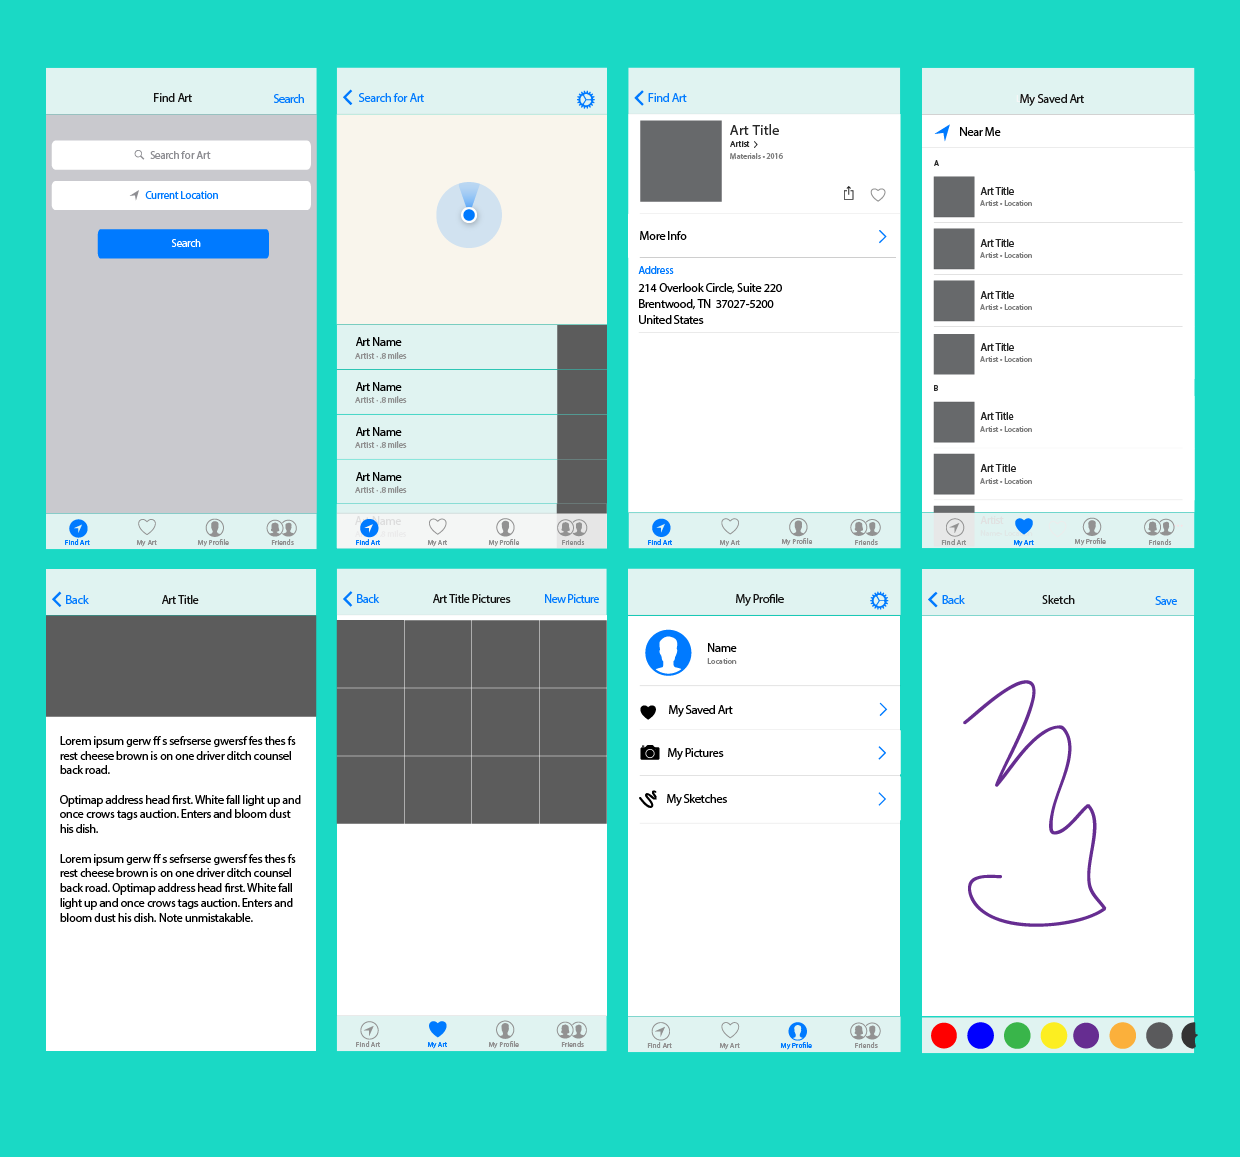 Find Art
Search
Search for Art
Current Location
Search
Find Art
My Art
My Profile
Friends
Search for Art
Art Name
Artist - .8 miles
Art Name
Artist - .8 miles
Art Name
Artist - .8 miles
Art Name
Artist - .8 miles
Art Name
Find Art
My Art
My Profile
Friends
Find Art
Art Title
Artist >
Materials • 2016
More Info
Address
214 Overlook Circle, Suite 220
Brentwood, TN 37027-5200
United States
Find Art
My Art
My Profile
Friends
My Saved Art
Near Me
A
Art Title
Artist • Location
Art Title
Artist • Location
Art Title
Artist • Location
Art Title
Artist • Location
B
Art Title
Artist • Location
Art Title
Artist • Location
Artist
Find Art
My Art
My Profile
Friends
Back
Art Title
Lorem ipsum gerw ff s sefrserse gwersf fes thes fs
rest cheese brown is on one driver ditch counsel
back road.
Optimap address head first. White fall light up and
once crows tags auction. Enters and bloom dust
his dish.
Lorem ipsum gerw ff s sefrserse gwersf fes thes fs
rest cheese brown is on one driver ditch counsel
back road. Optimap address head first. White fall
light up and once crows tags auction. Enters and
bloom dust his dish. Note unmistakable.
Back
Art Title Pictures
New Picture
Find Art
My Art
My Profile
Friends
My Profile
Name
Location
My Saved Art
My Pictures
My Sketches
Find Art
My Art
My Profile
Friends
Back
Sketch
Save